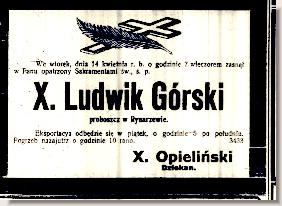 We wtorek, dnia 14 kwietnia r. b. o godzinie 7 wieczorem zasnął
w Panu opatrzony Sakramentami św., ś. p.
X. Ludwik Górski
proboszcz w Rynarzewie.
Eksportacya odbędzie się w piątek, o godzinie 5 po południu.
Pogrzeb nazajutrz o godzinie 10 rano. 3438
X. Opieliński
Dziekan.